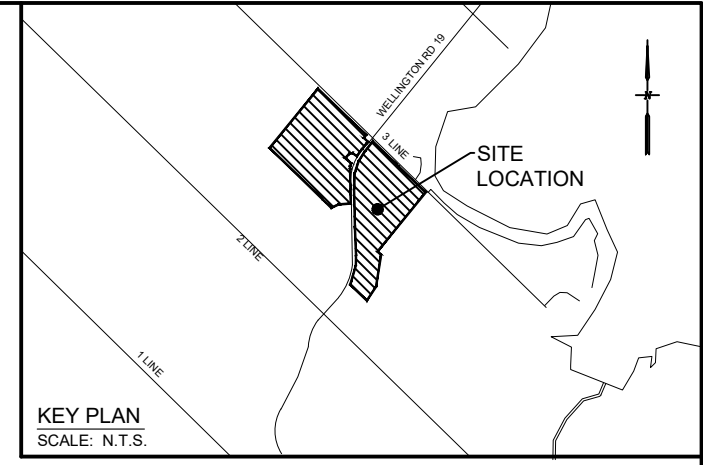 WELLINGTON RD 19
N
3 LINE
SITE
LOCATION
2 LINE
1 LINE
KEY PLAN
SCALE: N.T.S.